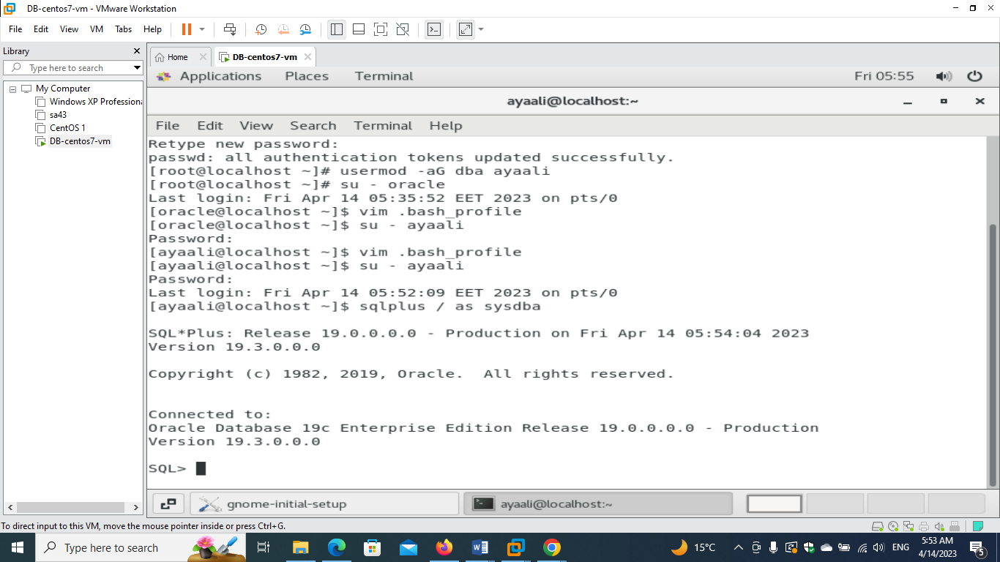 DB-centos7-vm - VMware Workstation
File Edit View VM Tabs Help
Library
Type here to search
My Computer
Windows XP Professiona
sa43
CentOS 1
DB-centos7-vm
Home DB-centos7-vm
Applications Places Terminal Fri 05:55
ayaali@localhost:~
File Edit View Search Terminal Help
Retype new password:
passwd: all authentication tokens updated successfully.
[root@localhost ~]# usermod -aG dba ayaali
[root@localhost ~]# su - oracle
Last login: Fri Apr 14 05:35:52 EET 2023 on pts/0
[oracle@localhost ~]$ vim .bash_profile
[oracle@localhost ~]$ su - ayaali
Password:
[ayaali@localhost ~]$ vim .bash_profile
[ayaali@localhost ~]$ su - ayaali
Password:
Last login: Fri Apr 14 05:52:09 EET 2023 on pts/0
[ayaali@localhost ~]$ sqlplus / as sysdba
SQL*Plus: Release 19.0.0.0.0 - Production on Fri Apr 14 05:54:04 2023
Version 19.3.0.0.0
Copyright (c) 1982, 2019, Oracle.  All rights reserved.
Connected to:
Oracle Database 19c Enterprise Edition Release 19.0.0.0.0 - Production
Version 19.3.0.0.0
SQL>
gnome-initial-setup ayaali@localhost:~
To direct input to this VM, move the mouse pointer inside or press Ctrl+G.
Type here to search 15°C ENG 5:53 AM
4/14/2023 5